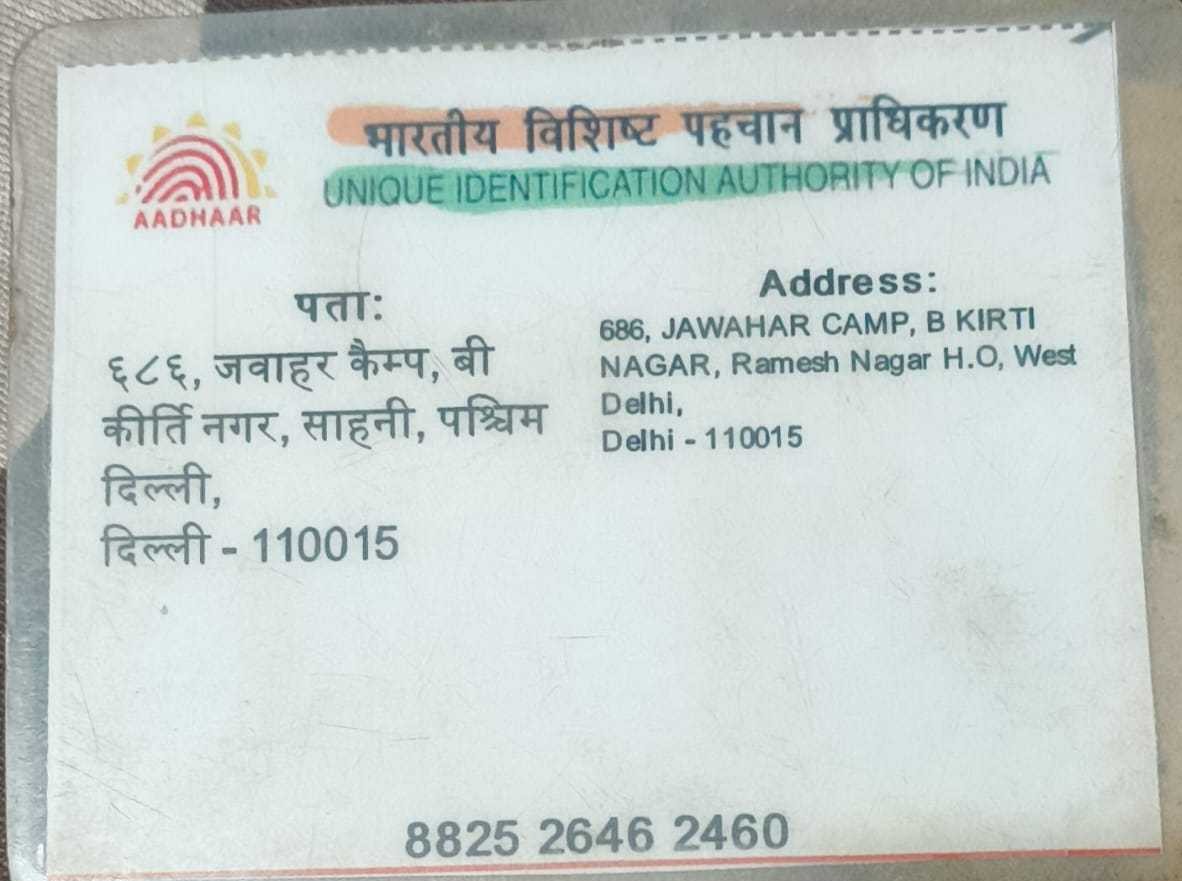 भारतीय विशिष्ट पहचान प्राधिकरण
UNIQUE IDENTIFICATION AUTHORITY OF INDIA
AADHAAR
पता:
६८६, जवाहर कैम्प, बी
कीर्ति नगर, साहनी, पश्चिम
दिल्ली,
दिल्ली - 110015
Address:
686, JAWAHAR CAMP, B KIRTI
NAGAR, Ramesh Nagar H.O, West
Delhi,
Delhi - 110015
8825 2646 2460